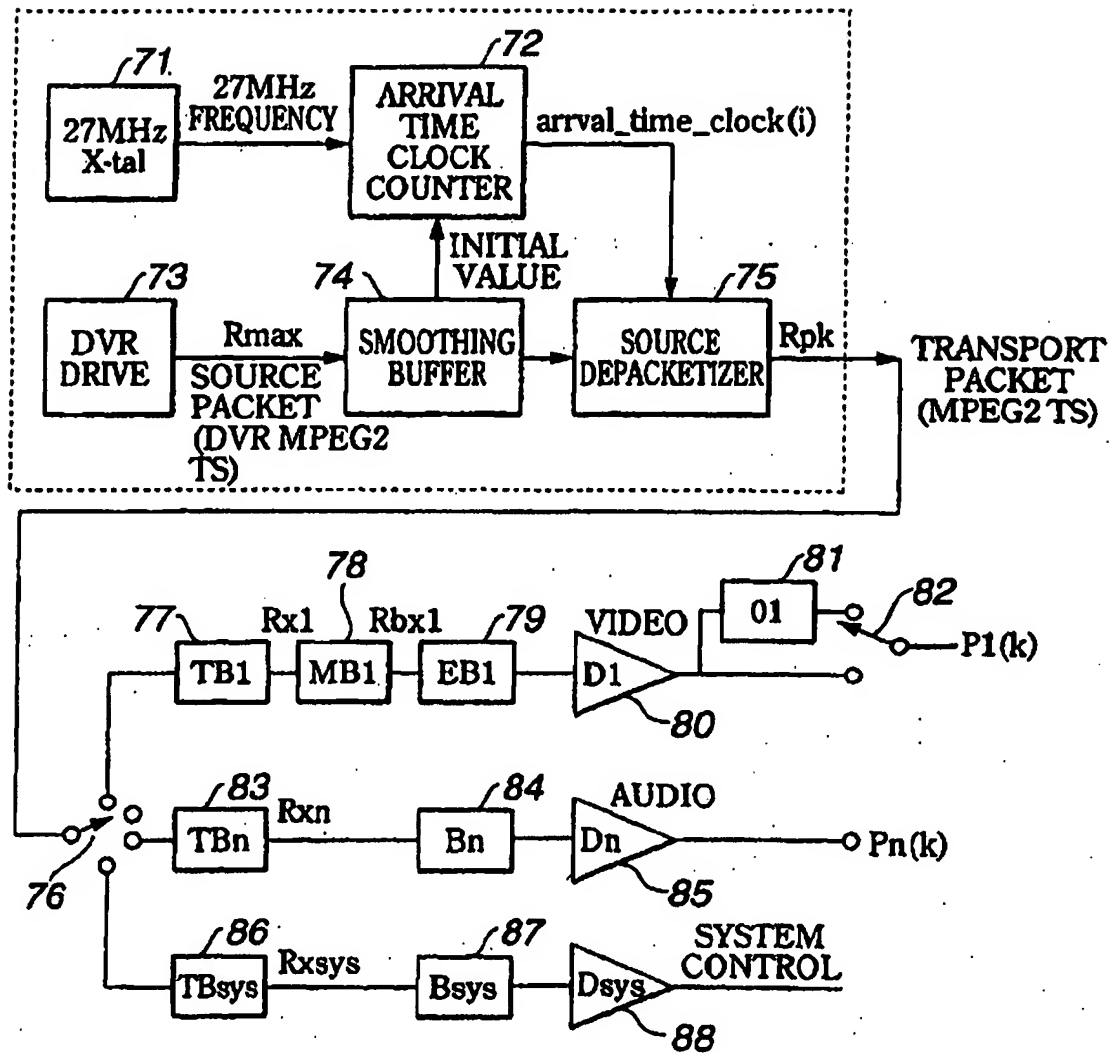 71
27MHz
X-tal
27MHz
FREQUENCY
72
ARRIVAL
TIME
CLOCK
COUNTER
arrval_time_clock(i)
INITIAL
VALUE
73
DVR
DRIVE
Rmax
SOURCE
PACKET
(DVR MPEG2
TS)
74
SMOOTHING
BUFFER
75
SOURCE
DEPACKETIZER
Rpk
TRANSPORT
PACKET
(MPEG2 TS)
76
77
TB1
Rx1
78
MB1
Rbx1
79
EB1
VIDEO
D1
80
81
01
82
P1(k)
83
TBn
Rxn
84
Bn
AUDIO
Dn
85
Pn(k)
86
TBsys
Rxsys
87
Bsys
Dsys
88
SYSTEM
CONTROL